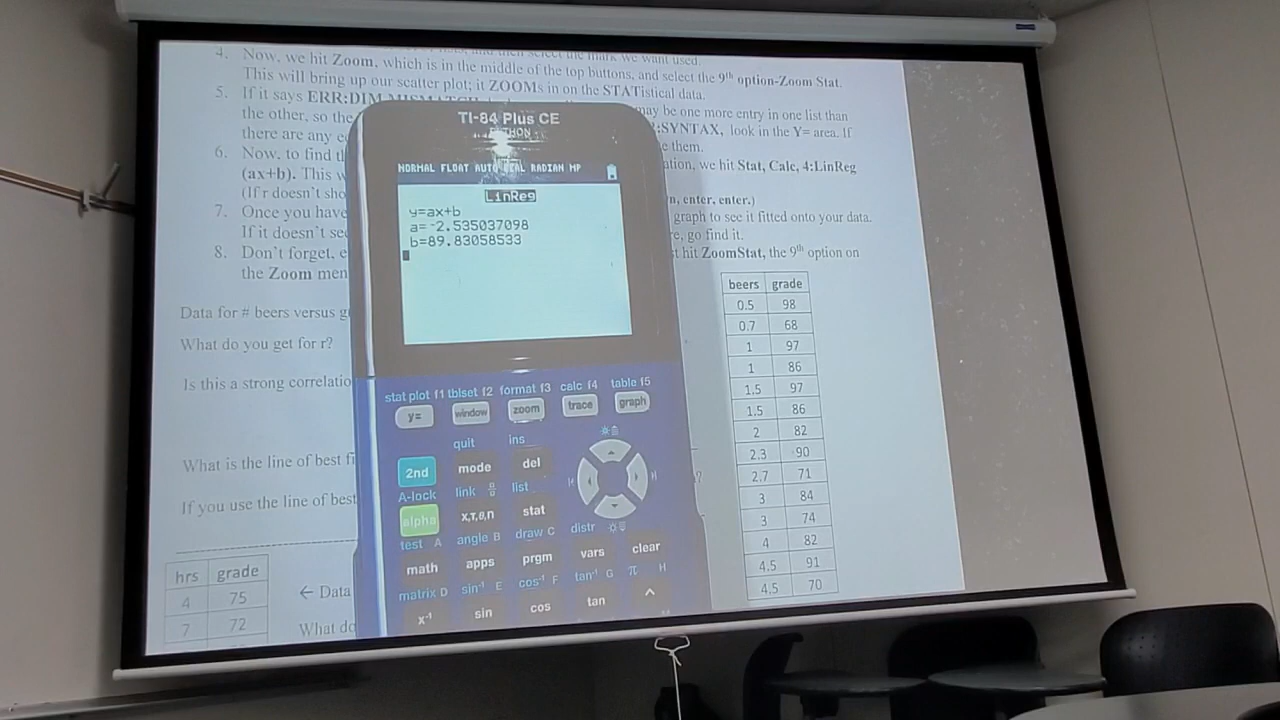 4. Now, we hit Zoom, which is in the middle of the top buttons, and select the 9th option-Zoom Stat.
This will bring up our scatter plot; it ZOOMs in on the STATistical data.
5. If it says ERR:DIM MISMATCH may be one more entry in one list than
the other, so the :SYNTAX, look in the Y= area. If
there are any e them.
6. Now, to find t ation, we hit Stat, Calc, 4:LinReg
(ax+b). This w
(If r doesn't sho n, enter, enter.)
7. Once you have graph to see it fitted onto your data.
If it doesn't se e, go find it.
8. Don't forget, e t hit ZoomStat, the 9th option on
the Zoom men
Data for # beers versus g
What do you get for r?
Is this a strong correlatio
What is the line of best fi
If you use the line of best ?
hrs grade
4 75
7 72
← Data
What do
TI-84 Plus CE
PYTHON
NORMAL FLOAT AUTO REAL RADIAN MP
LinReg
y=ax+b
a=-2.535037098
b=89.83058533
stat plot f1 tblset f2 format f3 calc f4 table f5
y= window zoom trace graph
quit ins
2nd mode del
A-lock link list
alpha X,T,θ,n stat
test A angle B draw C distr
math apps prgm vars clear
matrix D sin⁻¹ E cos⁻¹ F tan⁻¹ G π H
x⁻¹ sin cos tan ^
beers grade
0.5 98
0.7 68
1 97
1 86
1.5 97
1.5 86
2 82
2.3 90
2.7 71
3 84
3 74
4 82
4.5 91
4.5 70